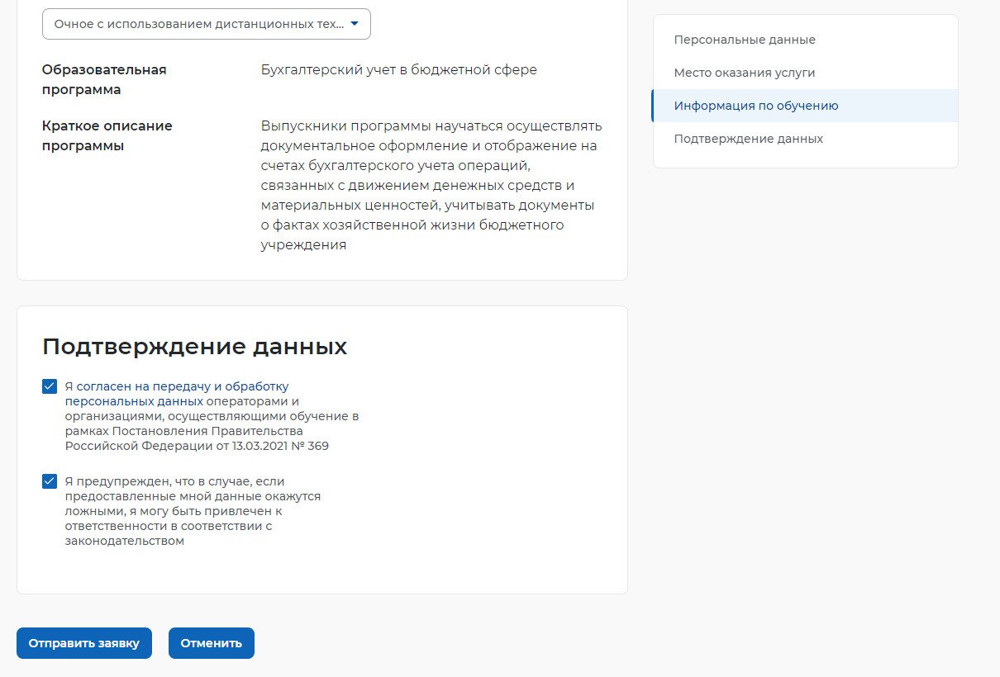 Очное с использованием дистанционных тех...
Образовательная
программа
Бухгалтерский учет в бюджетной сфере
Краткое описание
программы
Выпускники программы научаться осуществлять
документальное оформление и отображение на
счетах бухгалтерского учета операций,
связанных с движением денежных средств и
материальных ценностей, учитывать документы
о фактах хозяйственной жизни бюджетного
учреждения
Подтверждение данных
Я согласен на передачу и обработку
персональных данных операторами и
организациями, осуществляющими обучение в
рамках Постановления Правительства
Российской Федерации от 13.03.2021 № 369
Я предупрежден, что в случае, если
предоставленные мной данные окажутся
ложными, я могу быть привлечен к
ответственности в соответствии с
законодательством
Отправить заявку
Отменить
Персональные данные
Место оказания услуги
Информация по обучению
Подтверждение данных